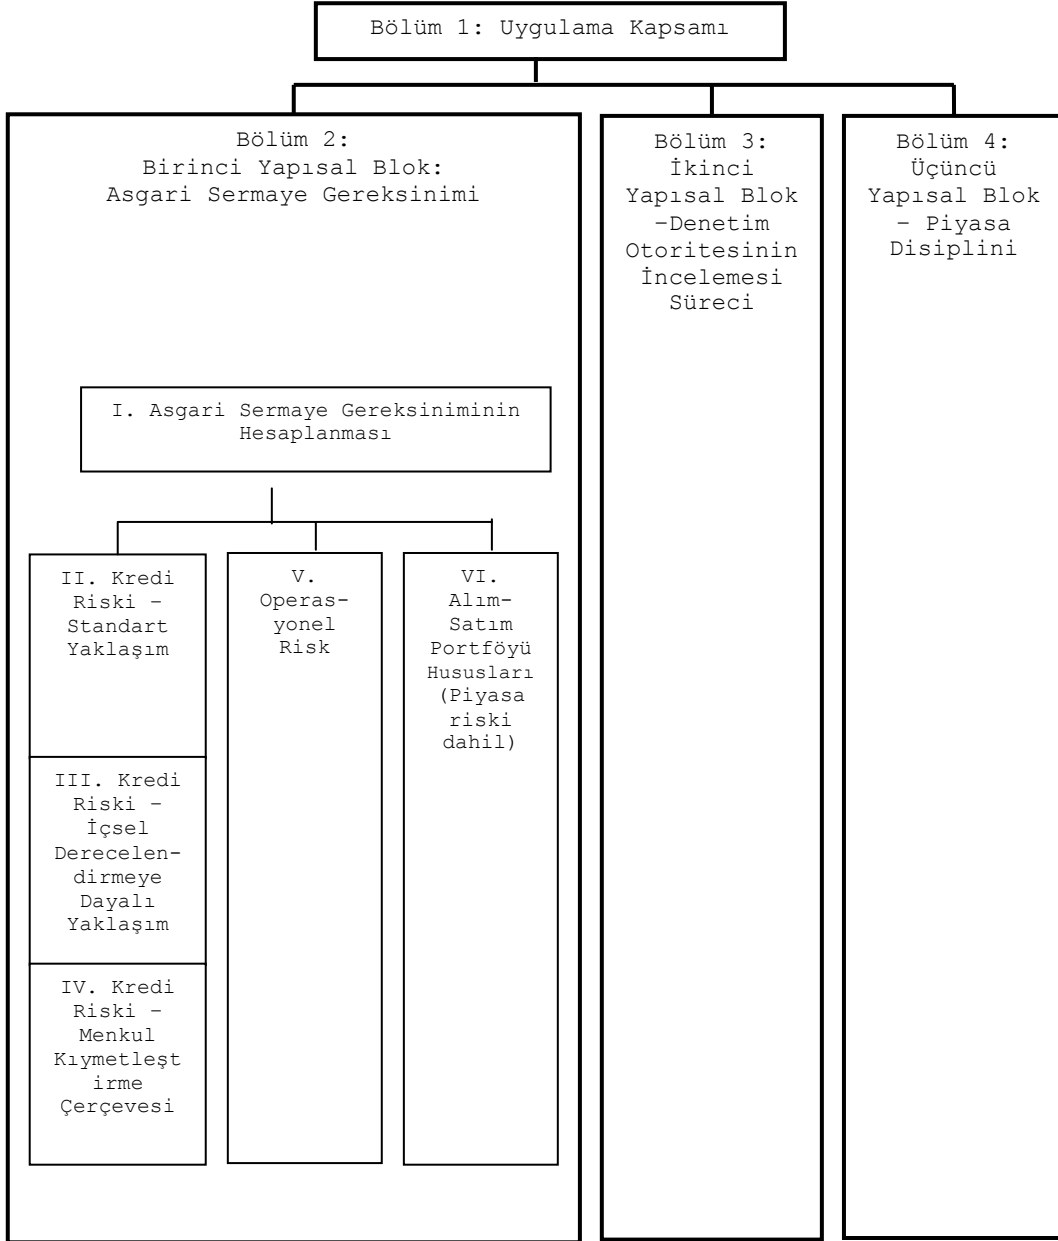 Bölüm 1: Uygulama Kapsamı
Bölüm 2:
Birinci Yapısal Blok:
Asgari Sermaye Gereksinimi
Bölüm 3:
İkinci
Yapısal Blok
–Denetim
Otoritesinin
İncelemesi
Süreci
Bölüm 4:
Üçüncü
Yapısal Blok
– Piyasa
Disiplini
I. Asgari Sermaye Gereksiniminin
Hesaplanması
II. Kredi
Riski –
Standart
Yaklaşım
III. Kredi
Riski –
İçsel
Derecelen-
dirmeye
Dayalı
Yaklaşım
IV. Kredi
Riski –
Menkul
Kıymetleşt
irme
Çerçevesi
V.
Operas-
yonel
Risk
VI.
Alım-
Satım
Portföyü
Hususları
(Piyasa
riski
dahil)